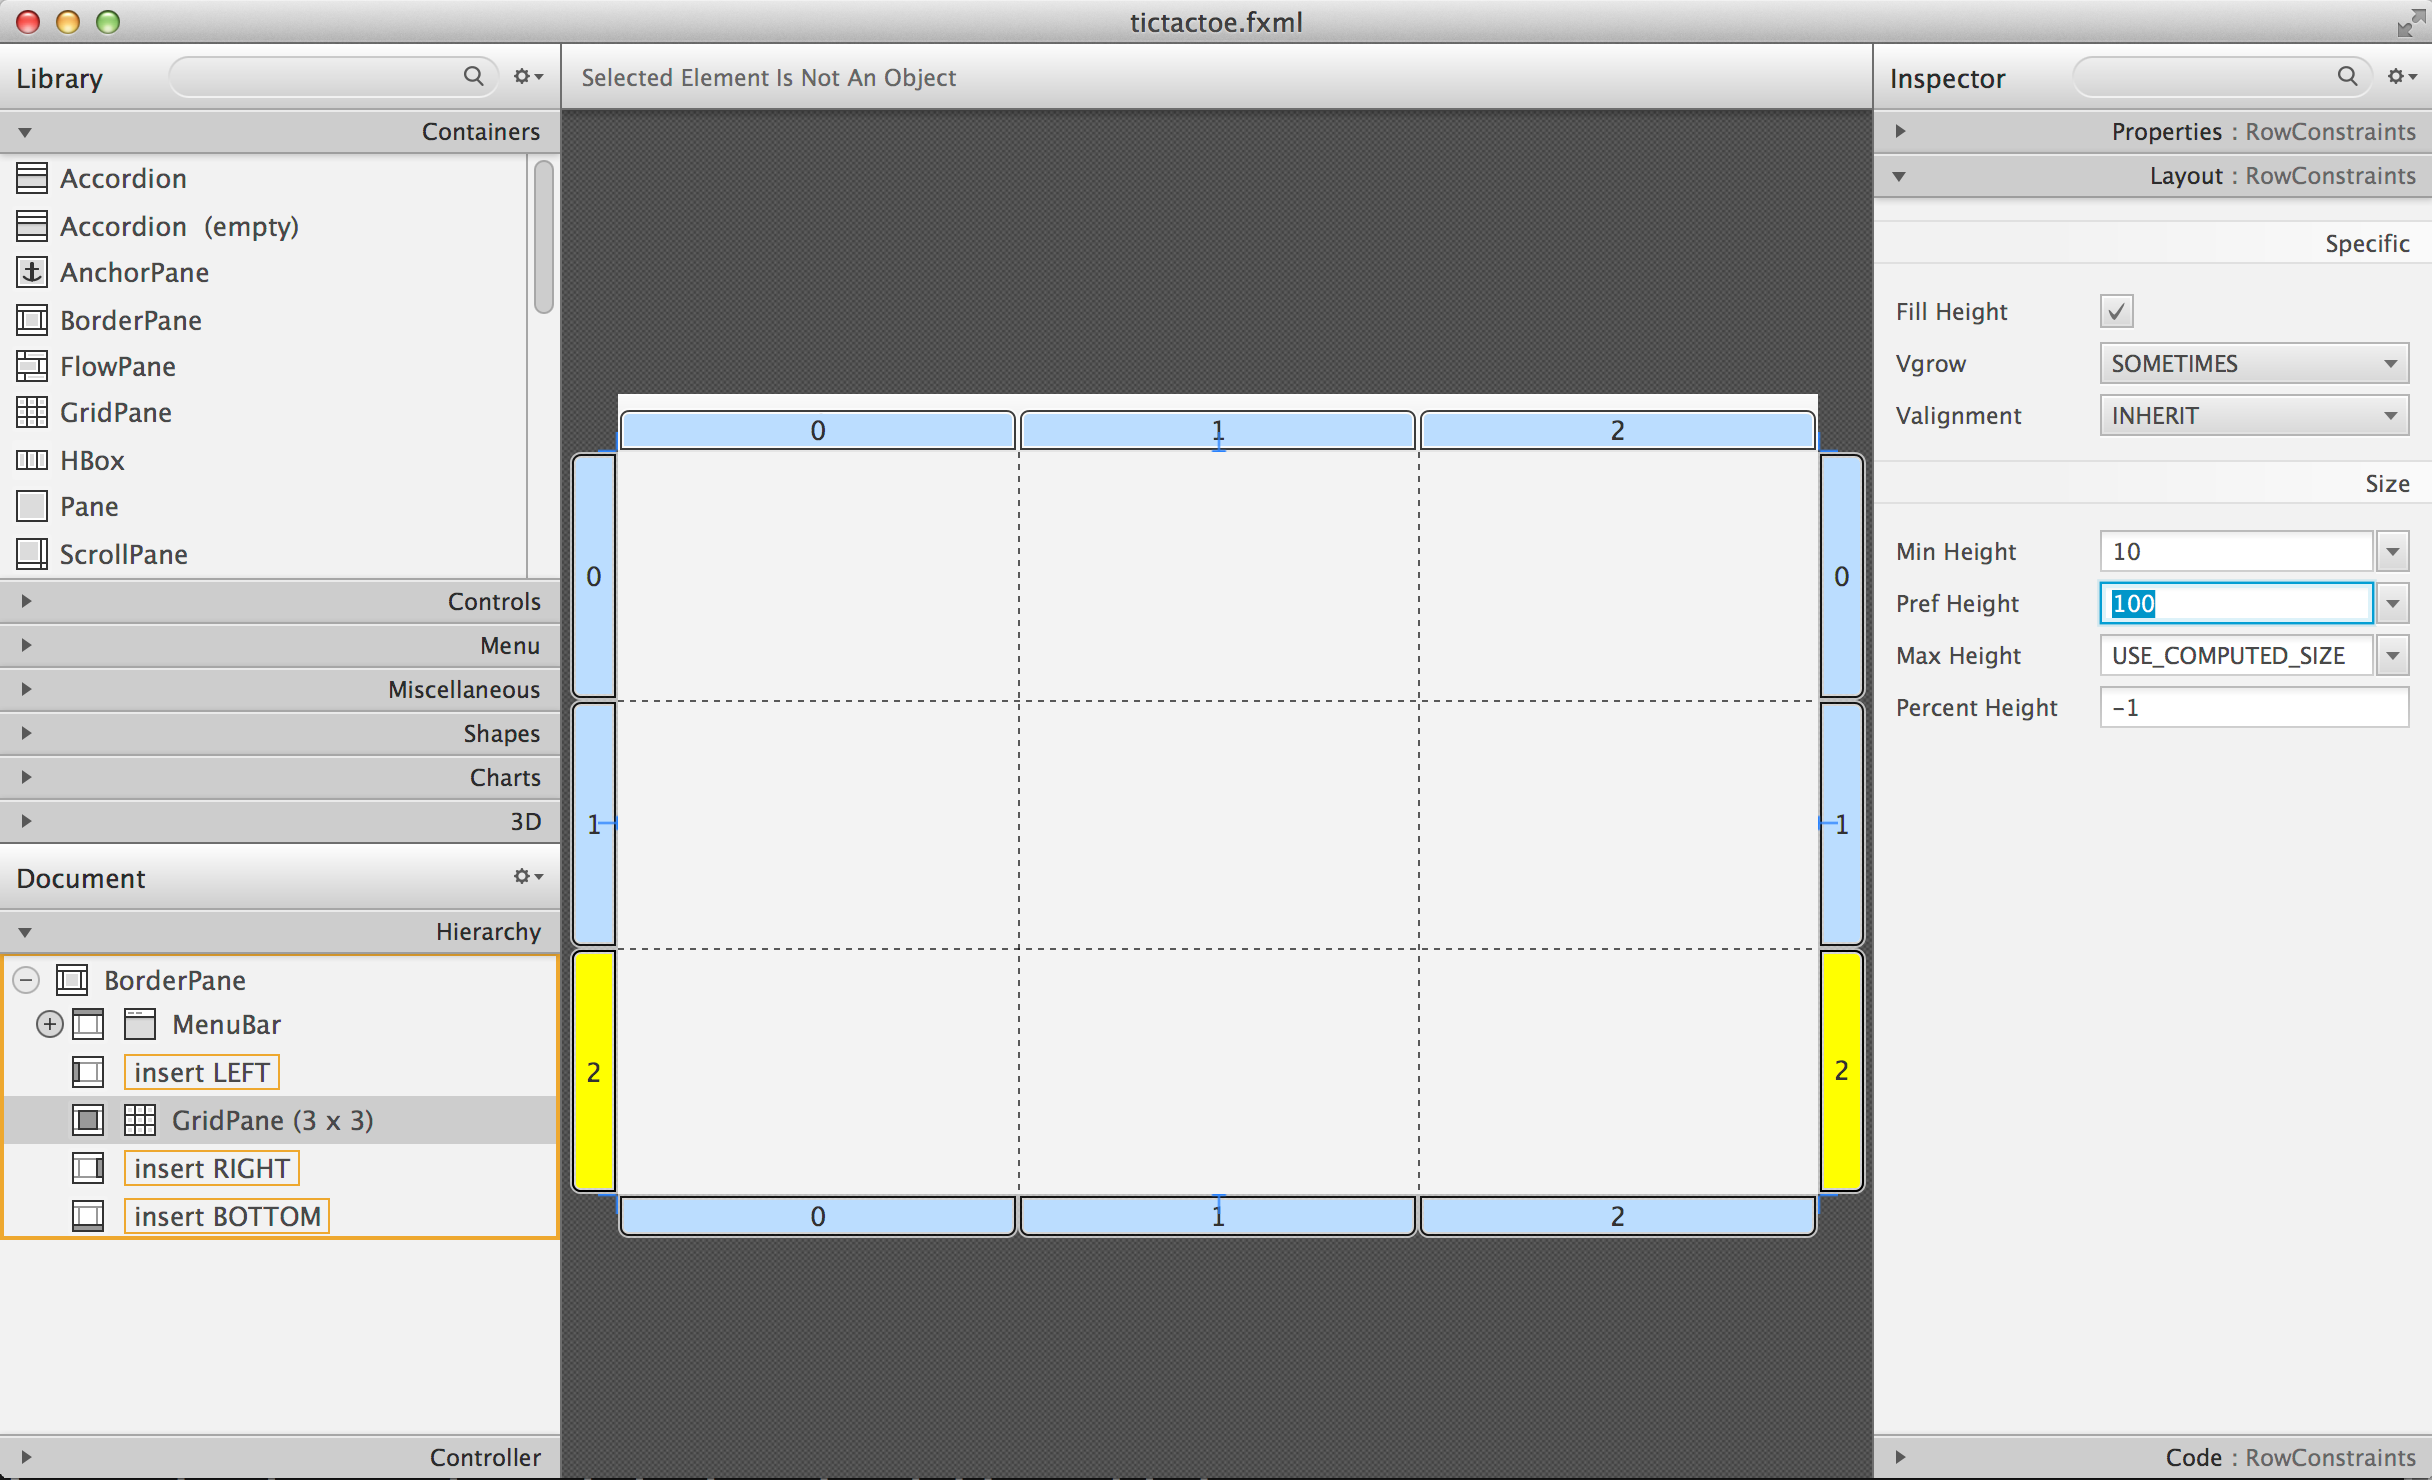 tictactoe.fxml
Library
Selected Element Is Not An Object
Inspector
Containers
Accordion
Accordion (empty)
AnchorPane
BorderPane
FlowPane
GridPane
HBox
Pane
ScrollPane
Controls
Menu
Miscellaneous
Shapes
Charts
3D
Document
Hierarchy
BorderPane
MenuBar
insert LEFT
GridPane (3 x 3)
insert RIGHT
insert BOTTOM
Controller
0 1 2
0 0
1 1
2 2
0 1 2
Properties : RowConstraints
Layout : RowConstraints
Specific
Fill Height
Vgrow SOMETIMES
Valignment INHERIT
Size
Min Height 10
Pref Height 100
Max Height USE_COMPUTED_SIZE
Percent Height -1
Code : RowConstraints